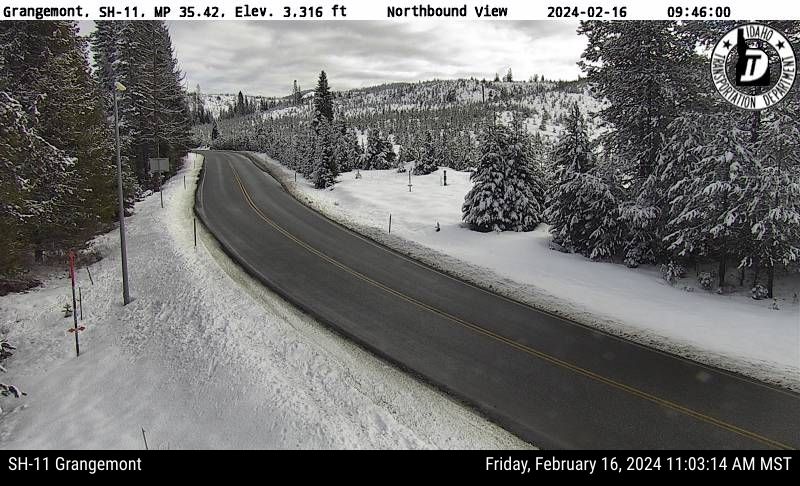 Grangemont, SH-11, MP 35.42, Elev. 3,316 ft Northbound View 2024-02-16 09:46:00
IDAHO
TRANSPORTATION DEPARTMENT
SH-11 Grangemont Friday, February 16, 2024 11:03:14 AM MST